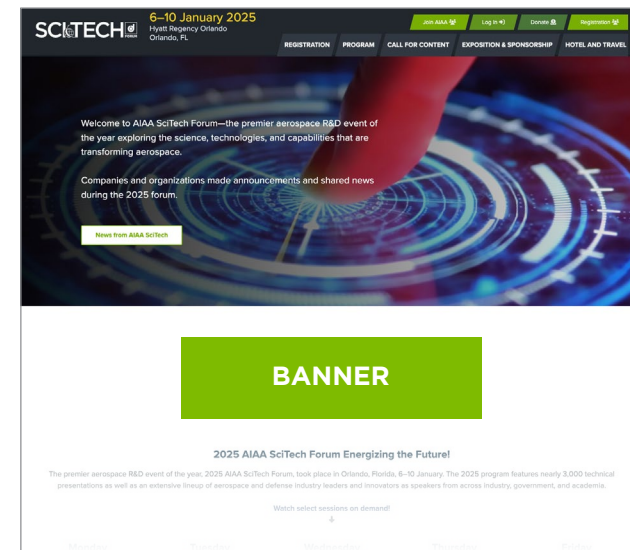 SCITECH FORUM
6–10 January 2025
Hyatt Regency Orlando
Orlando, FL
Join AIAA
Log In
Donate
Registration
REGISTRATION PROGRAM CALL FOR CONTENT EXPOSITION & SPONSORSHIP HOTEL AND TRAVEL
Welcome to AIAA SciTech Forum—the premier aerospace R&D event of
the year exploring the science, technologies, and capabilities that are
transforming aerospace.
Companies and organizations made announcements and shared news
during the 2025 forum.
News from AIAA SciTech
BANNER
2025 AIAA SciTech Forum Energizing the Future!
The premier aerospace R&D event of the year, 2025 AIAA SciTech Forum, took place in Orlando, Florida, 6–10 January. The 2025 program features nearly 3,000 technical
presentations as well as an extensive lineup of aerospace and defense industry leaders and innovators as speakers from across industry, government, and academia.
Watch select sessions on demand!
Monday Tuesday Wednesday Thursday Friday